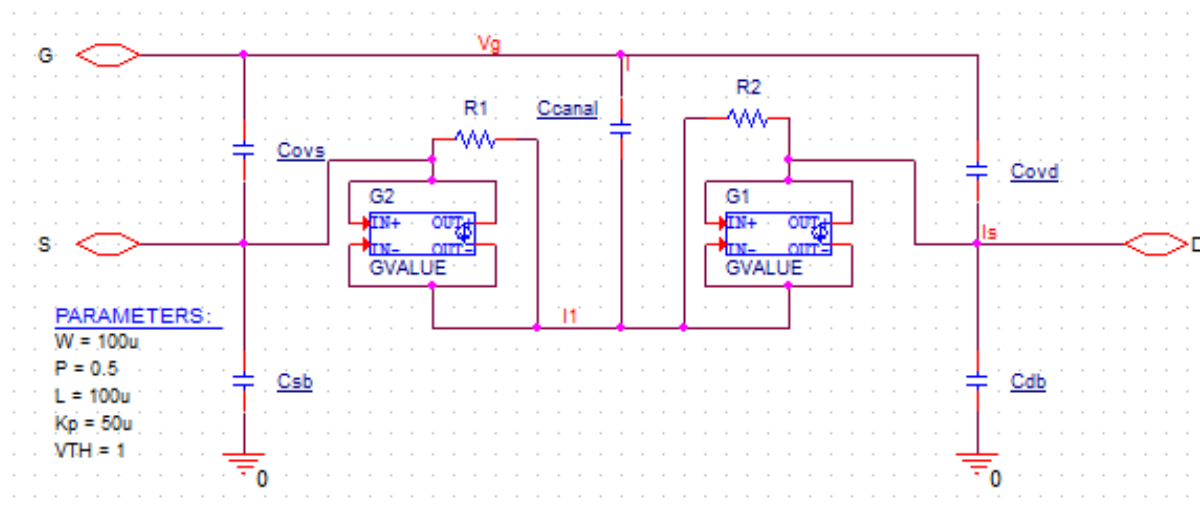 G
Vg
R2
R1
Ccanal
Covs
Covd
G2
G1
IN+ OUT+
IN- OUT-
GVALUE
IN+ OUT+
IN- OUT-
GVALUE
S
Is
D
I
I1
PARAMETERS:
W = 100u
P = 0.5
L = 100u
Kp = 50u
VTH = 1
Csb
Cdb
0
0